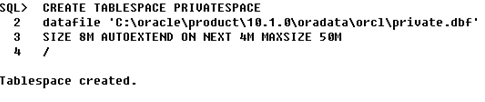 SQL> CREATE TABLESPACE PRIVATESPACE
2 datafile 'C:\oracle\product\10.1.0\oradata\orcl\private.dbf'
3 SIZE 8M AUTOEXTEND ON NEXT 4M MAXSIZE 50M
4 /
Tablespace created.